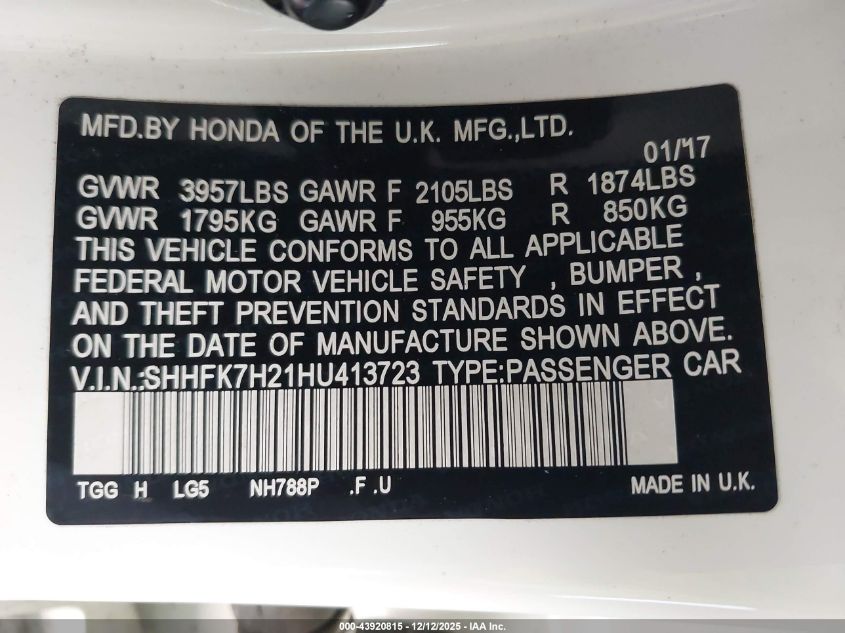 MFD.BY HONDA OF THE U.K. MFG.,LTD.
01/17
GVWR 3957LBS GAWR F 2105LBS R 1874LBS
GVWR 1795KG GAWR F 955KG R 850KG
THIS VEHICLE CONFORMS TO ALL APPLICABLE
FEDERAL MOTOR VEHICLE SAFETY , BUMPER ,
AND THEFT PREVENTION STANDARDS IN EFFECT
ON THE DATE OF MANUFACTURE SHOWN ABOVE.
V.I.N.:SHHFK7H21HU413723 TYPE:PASSENGER CAR
TGG H LG5 NH788P .F .U MADE IN U.K.
000-43920815 - 12/12/2025 - IAA Inc.